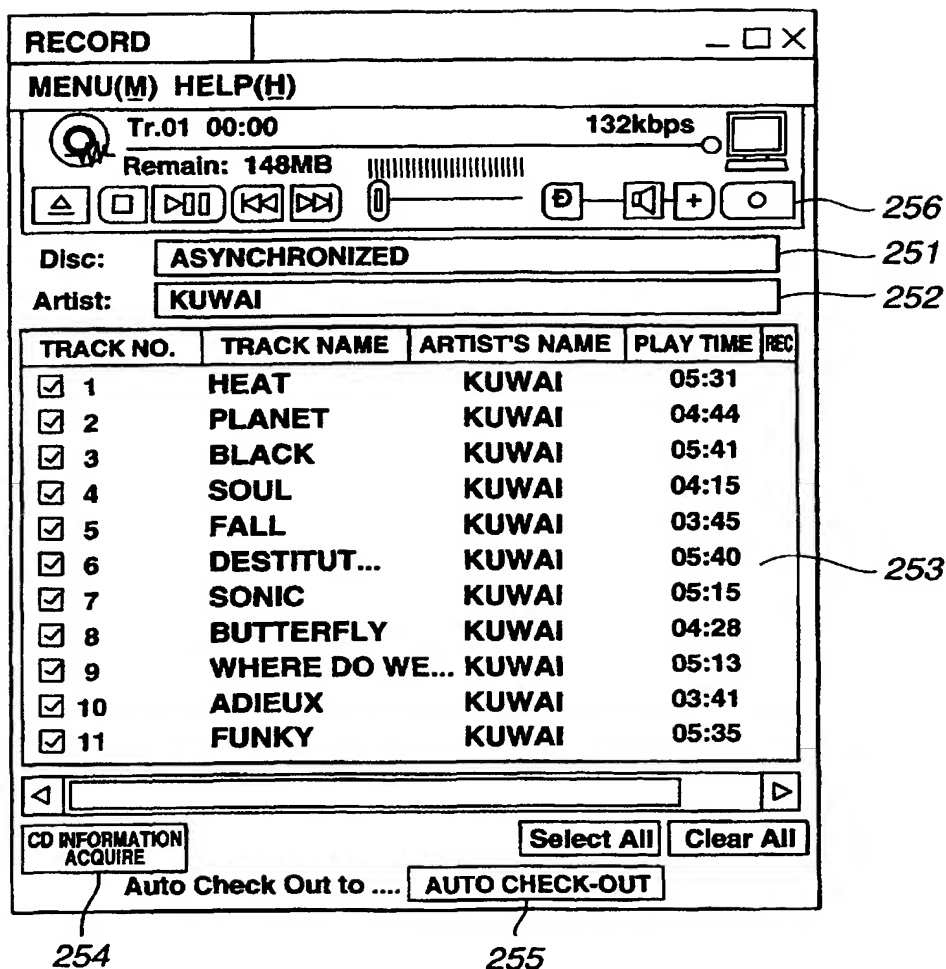 RECORD
MENU(M) HELP(H)
Tr.01 00:00 132kbps
Remain: 148MB
256
Disc: ASYNCHRONIZED 251
Artist: KUWAI 252
TRACK NO. TRACK NAME ARTIST'S NAME PLAY TIME REC
1 HEAT KUWAI 05:31
2 PLANET KUWAI 04:44
3 BLACK KUWAI 05:41
4 SOUL KUWAI 04:15
5 FALL KUWAI 03:45
6 DESTITUT... KUWAI 05:40 253
7 SONIC KUWAI 05:15
8 BUTTERFLY KUWAI 04:28
9 WHERE DO WE... KUWAI 05:13
10 ADIEUX KUWAI 03:41
11 FUNKY KUWAI 05:35
CD INFORMATION ACQUIRE Select All Clear All
Auto Check Out to .... AUTO CHECK-OUT
254 255